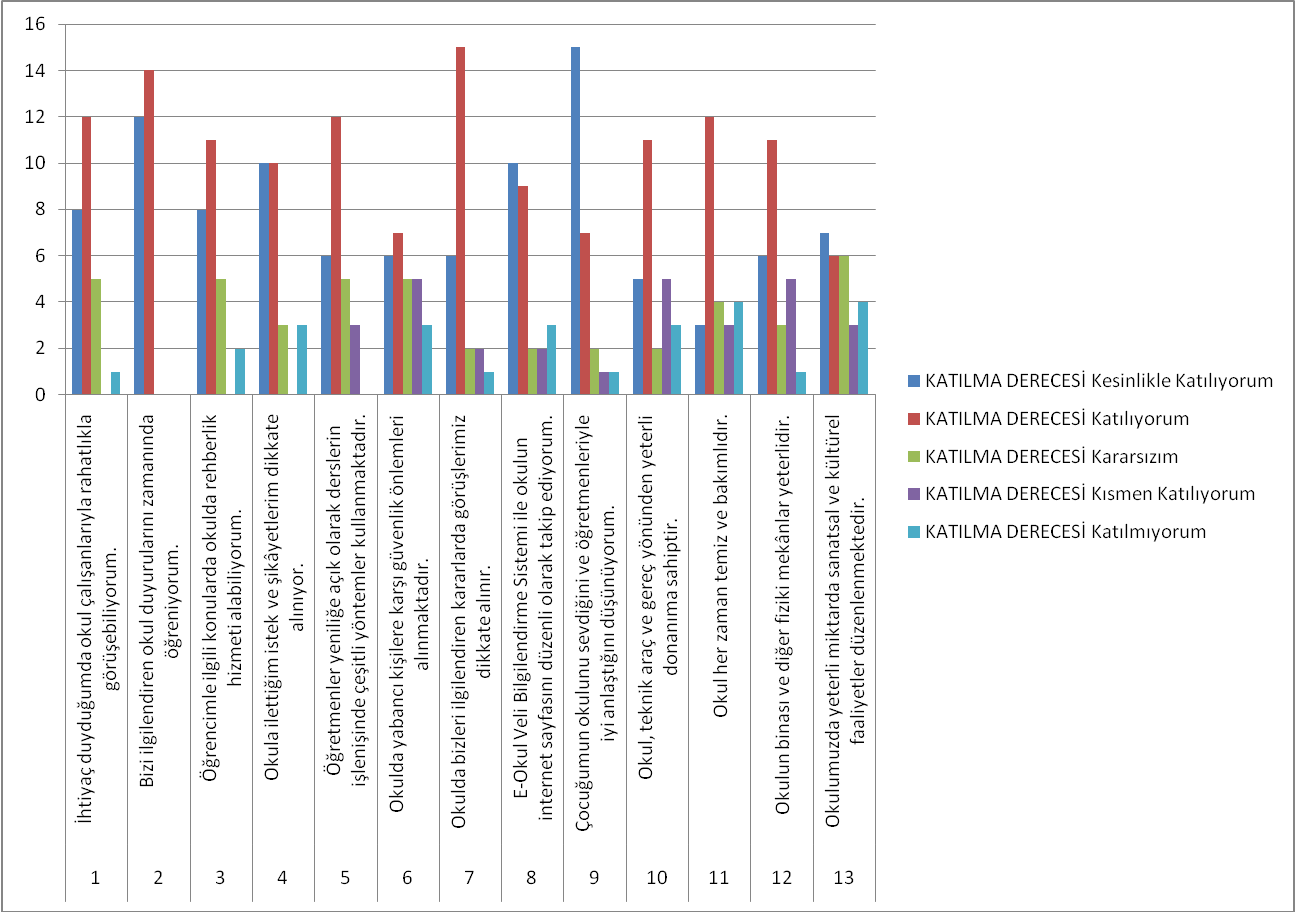 16
14
12
10
8
6
4
2
0
İhtiyaç duyduğumda okul çalışanlarıyla rahatlıkla
görüşebiliyorum.
Bizi ilgilendiren okul duyurularını zamanında
öğreniyorum.
Öğrencimle ilgili konularda okulda rehberlik
hizmeti alabiliyorum.
Okula ilettiğim istek ve şikâyetlerim dikkate
alınıyor.
Öğretmenler yeniliğe açık olarak derslerin
işlenişinde çeşitli yöntemler kullanmaktadır.
Okulda yabancı kişilere karşı güvenlik önlemleri
alınmaktadır.
Okulda bizleri ilgilendiren kararlarda görüşlerimiz
dikkate alınır.
E-Okul Veli Bilgilendirme Sistemi ile okulun
internet sayfasını düzenli olarak takip ediyorum.
Çocuğumun okulunu sevdiğini ve öğretmenleriyle
iyi anlaştığını düşünüyorum.
Okul, teknik araç ve gereç yönünden yeterli
donanıma sahiptir.
Okul her zaman temiz ve bakımlıdır.
Okulun binası ve diğer fiziki mekânlar yeterlidir.
Okulumuzda yeterli miktarda sanatsal ve kültürel
faaliyetler düzenlenmektedir.
1 2 3 4 5 6 7 8 9 10 11 12 13
KATILMA DERECESİ Kesinlikle Katılıyorum
KATILMA DERECESİ Katılıyorum
KATILMA DERECESİ Kararsızım
KATILMA DERECESİ Kısmen Katılıyorum
KATILMA DERECESİ Katılmıyorum